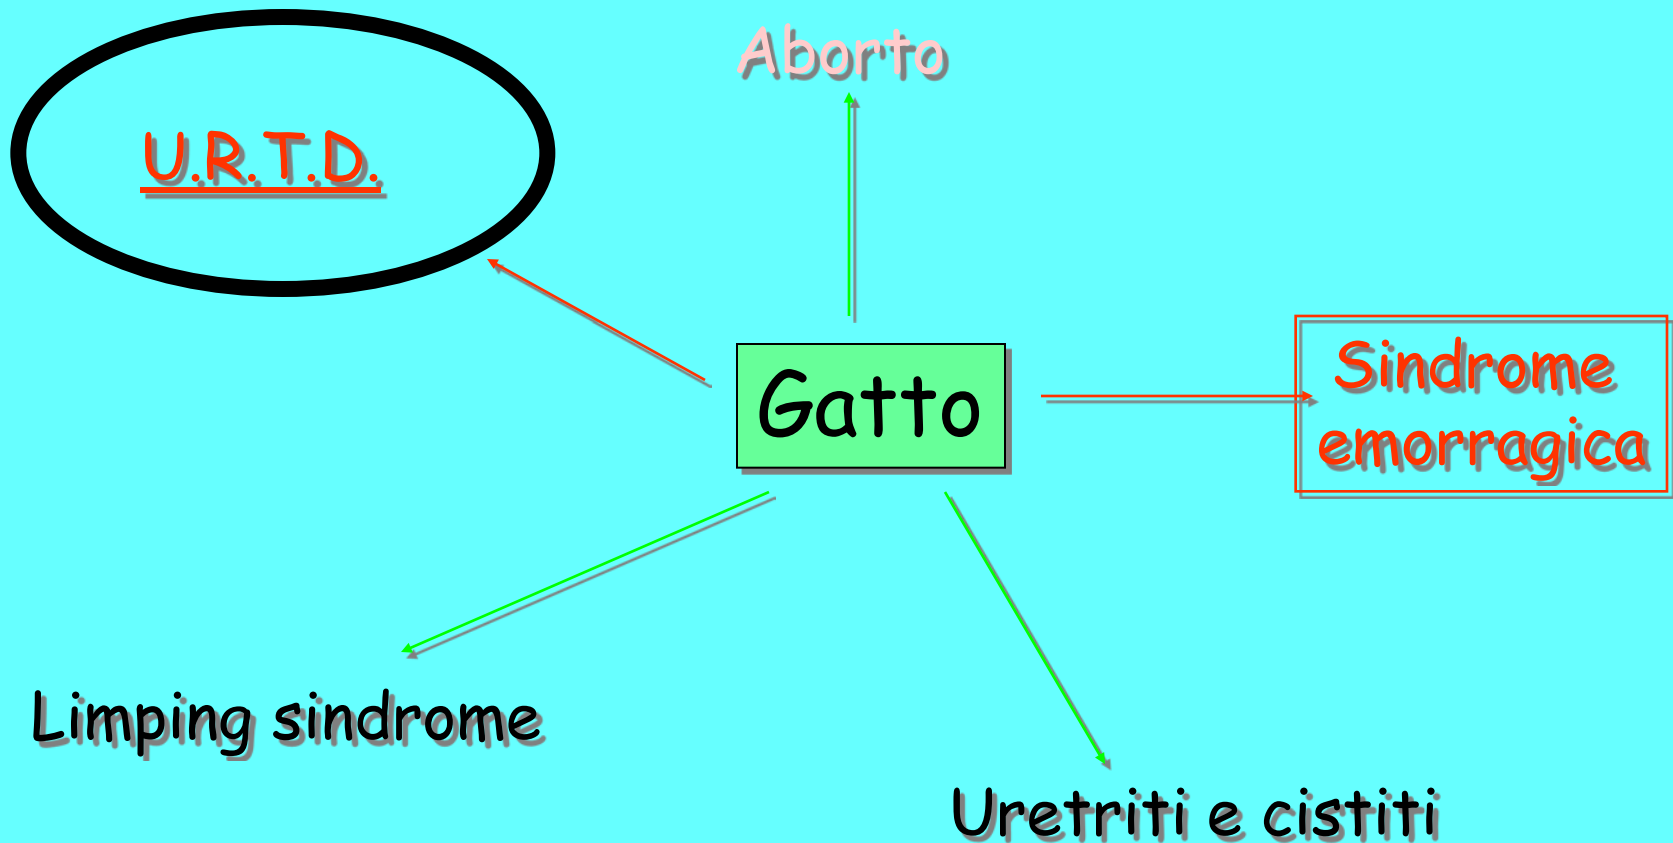 Aborto
U.R.T.D.
Gatto
Sindrome
emorragica
Limping sindrome
Uretriti e cistiti